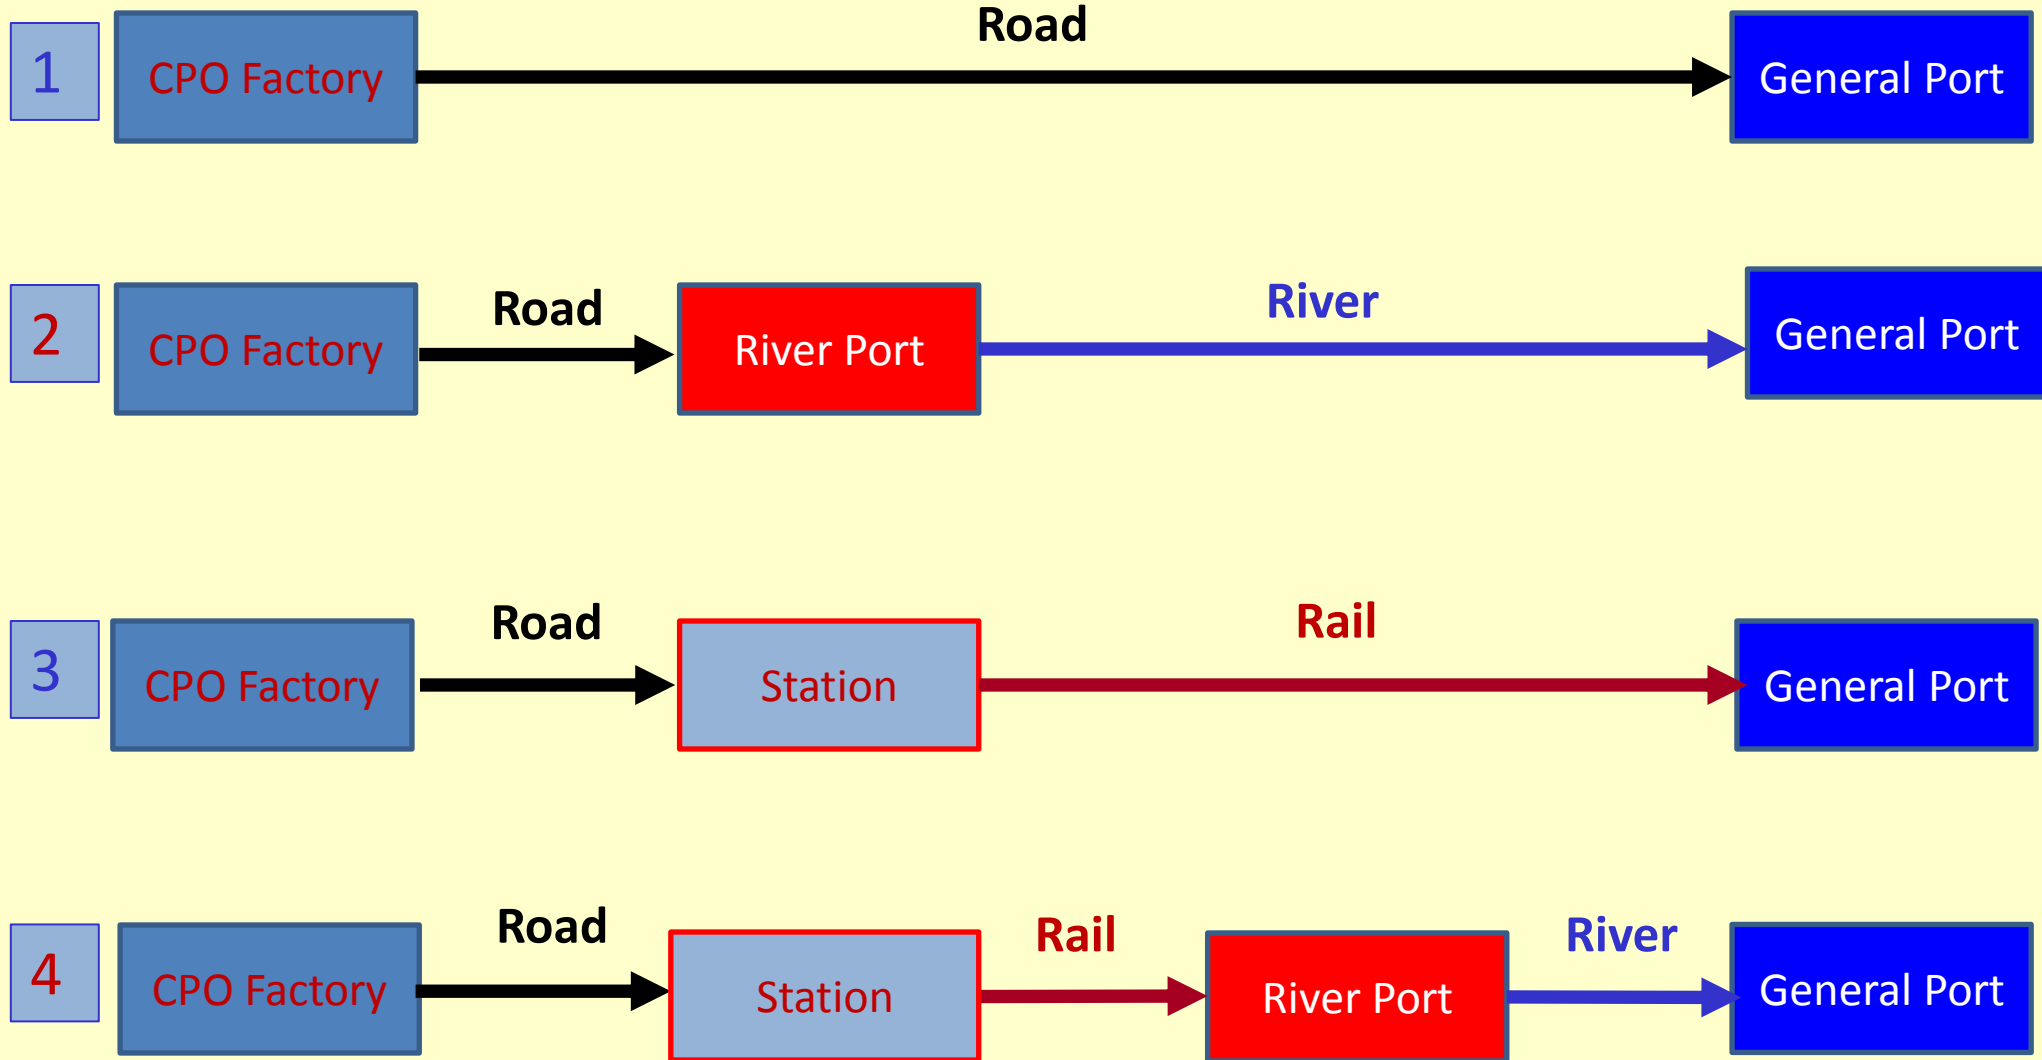 Road
1
CPO Factory
General Port
2
CPO Factory
Road
River Port
River
General Port
3
CPO Factory
Road
Station
Rail
General Port
4
CPO Factory
Road
Station
Rail
River Port
River
General Port